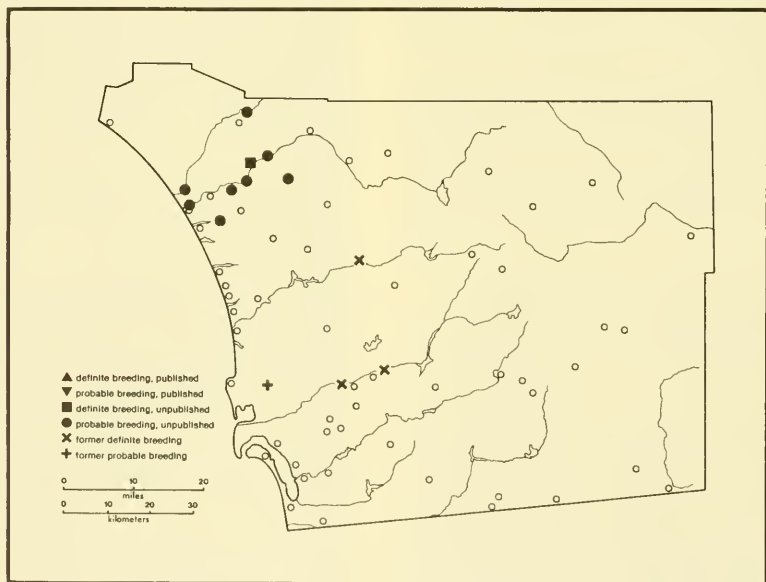 definite breeding, published
probable breeding, published
definite breeding, unpublished
probable breeding, unpublished
former definite breeding
former probable breeding
0 10 20
miles
0 10 20 30
kilometers